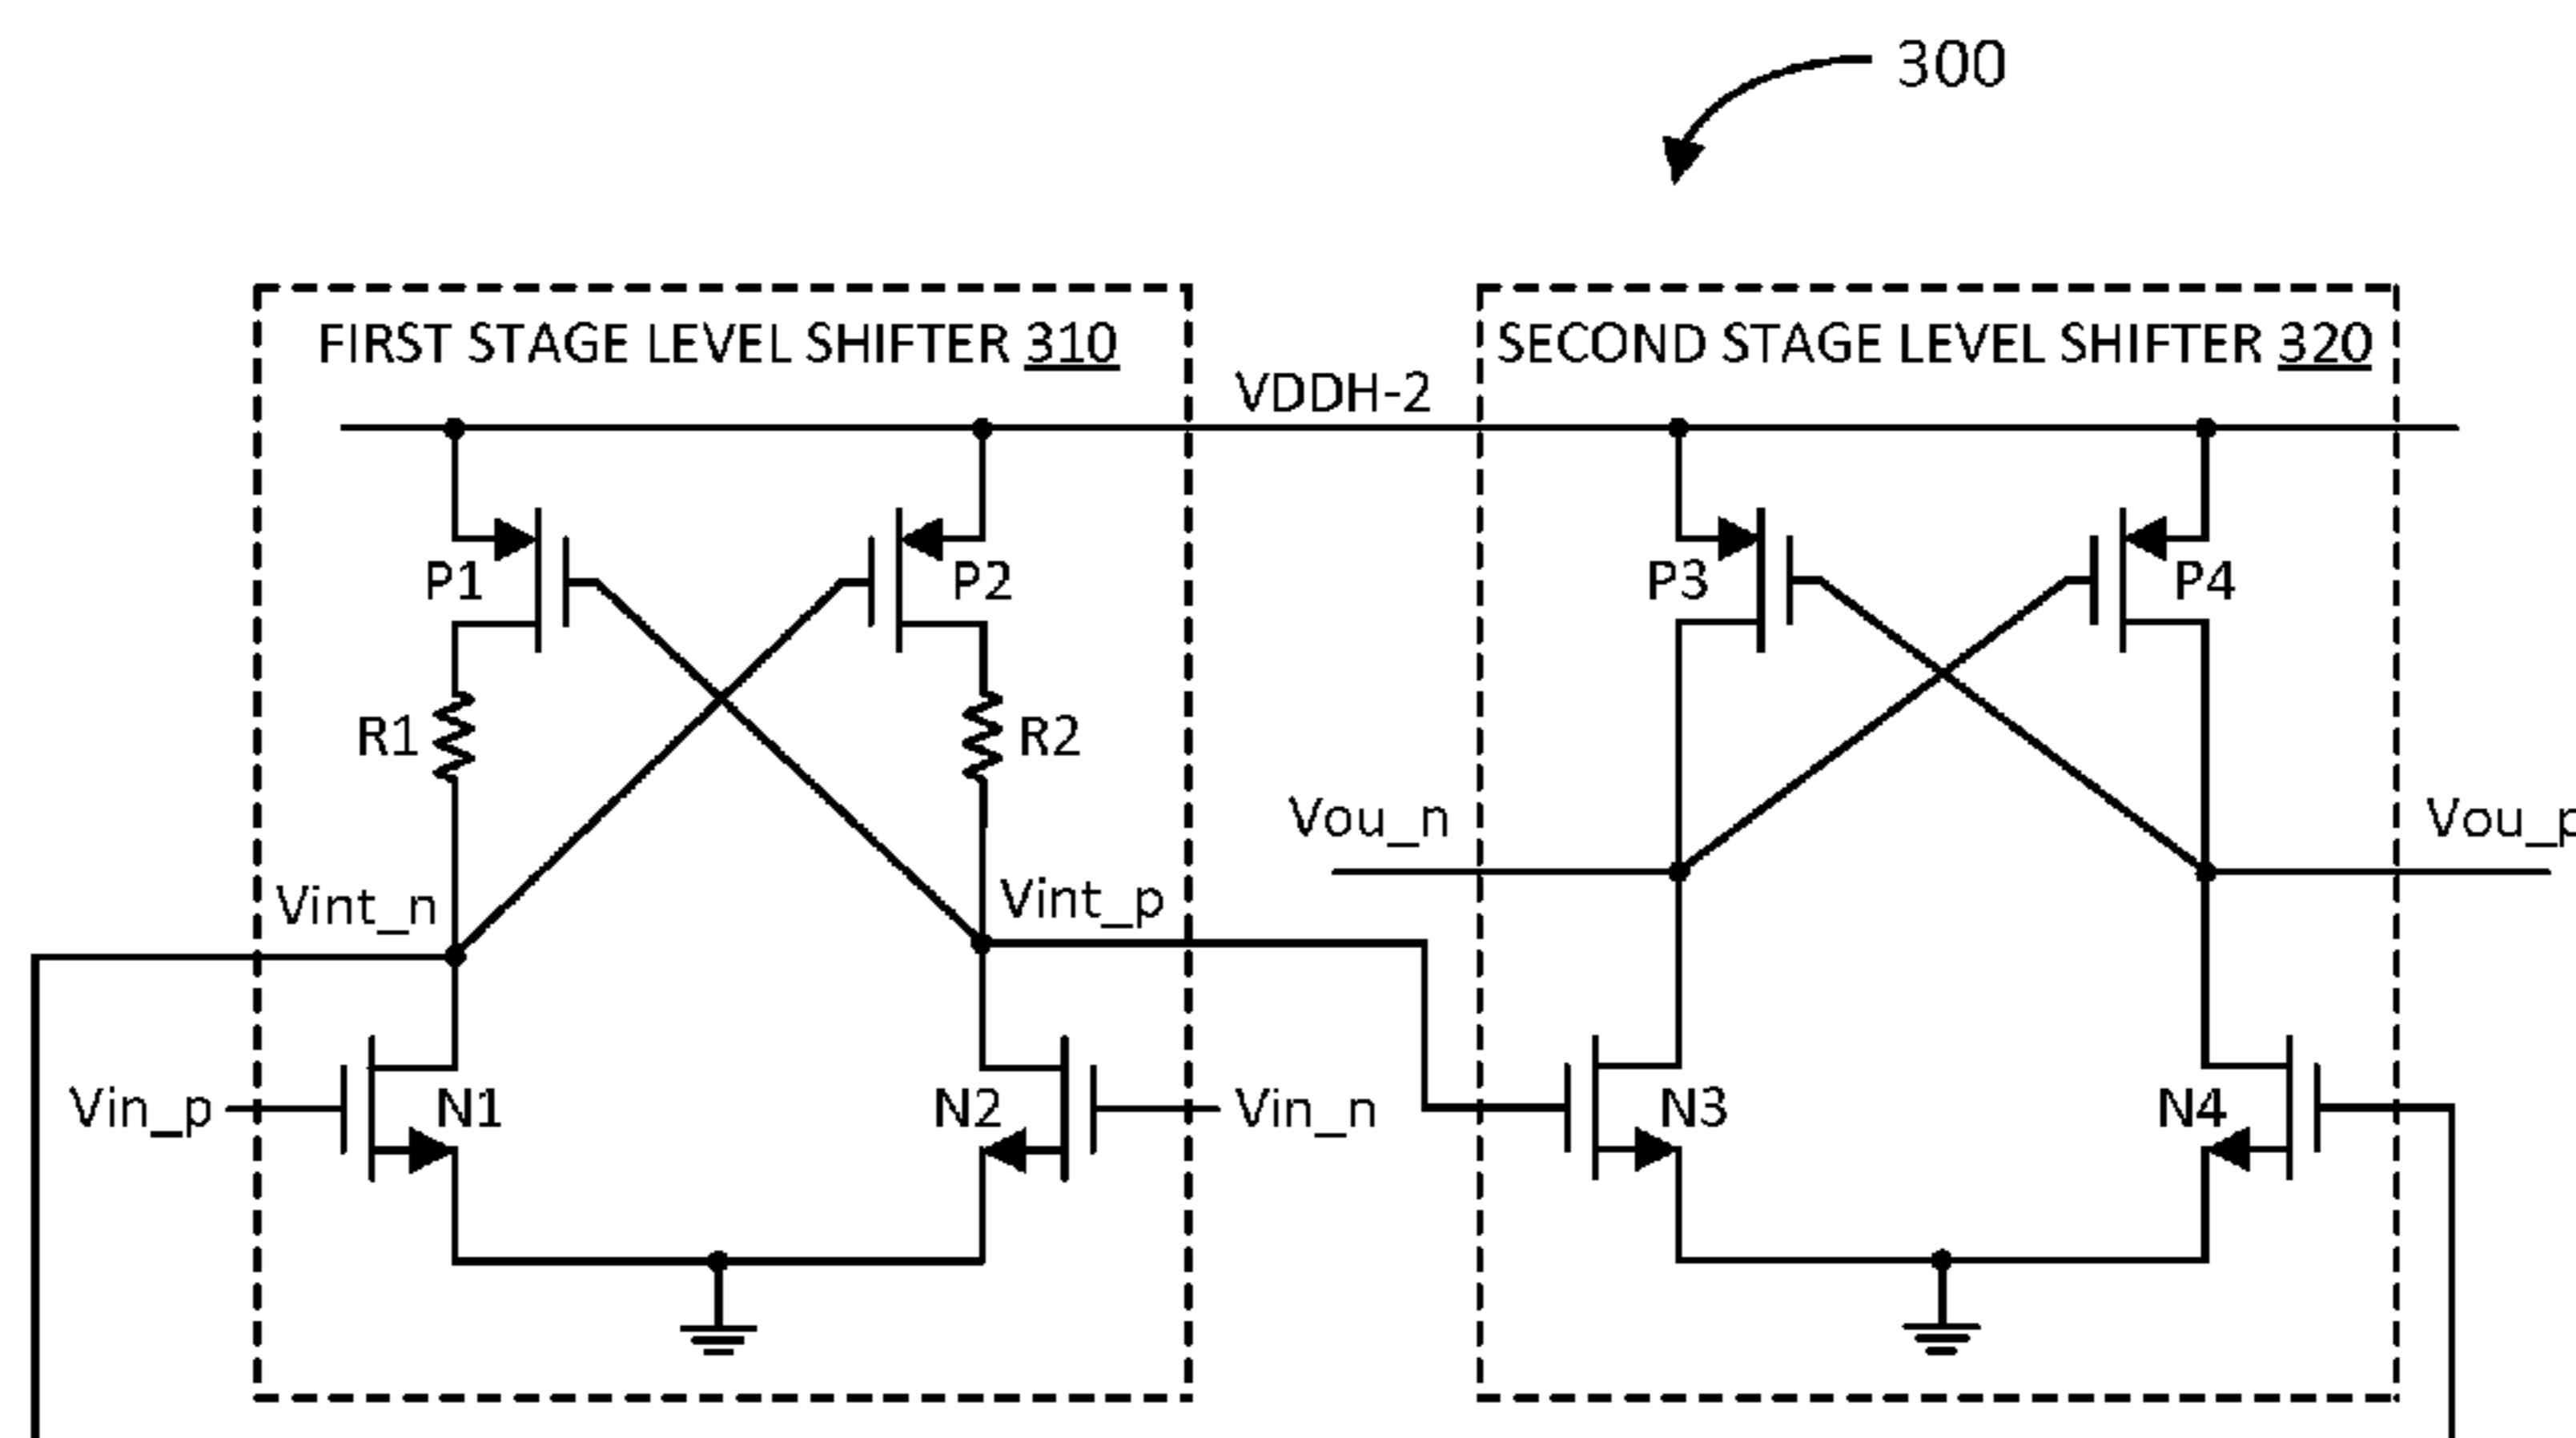 300
FIRST STAGE LEVEL SHIFTER 310
SECOND STAGE LEVEL SHIFTER 320
VDDH-2
P1
P2
P3
P4
R1
R2
Vou_n
Vou_p
Vint_n
Vint_p
Vin_p
N1
N2
Vin_n
N3
N4